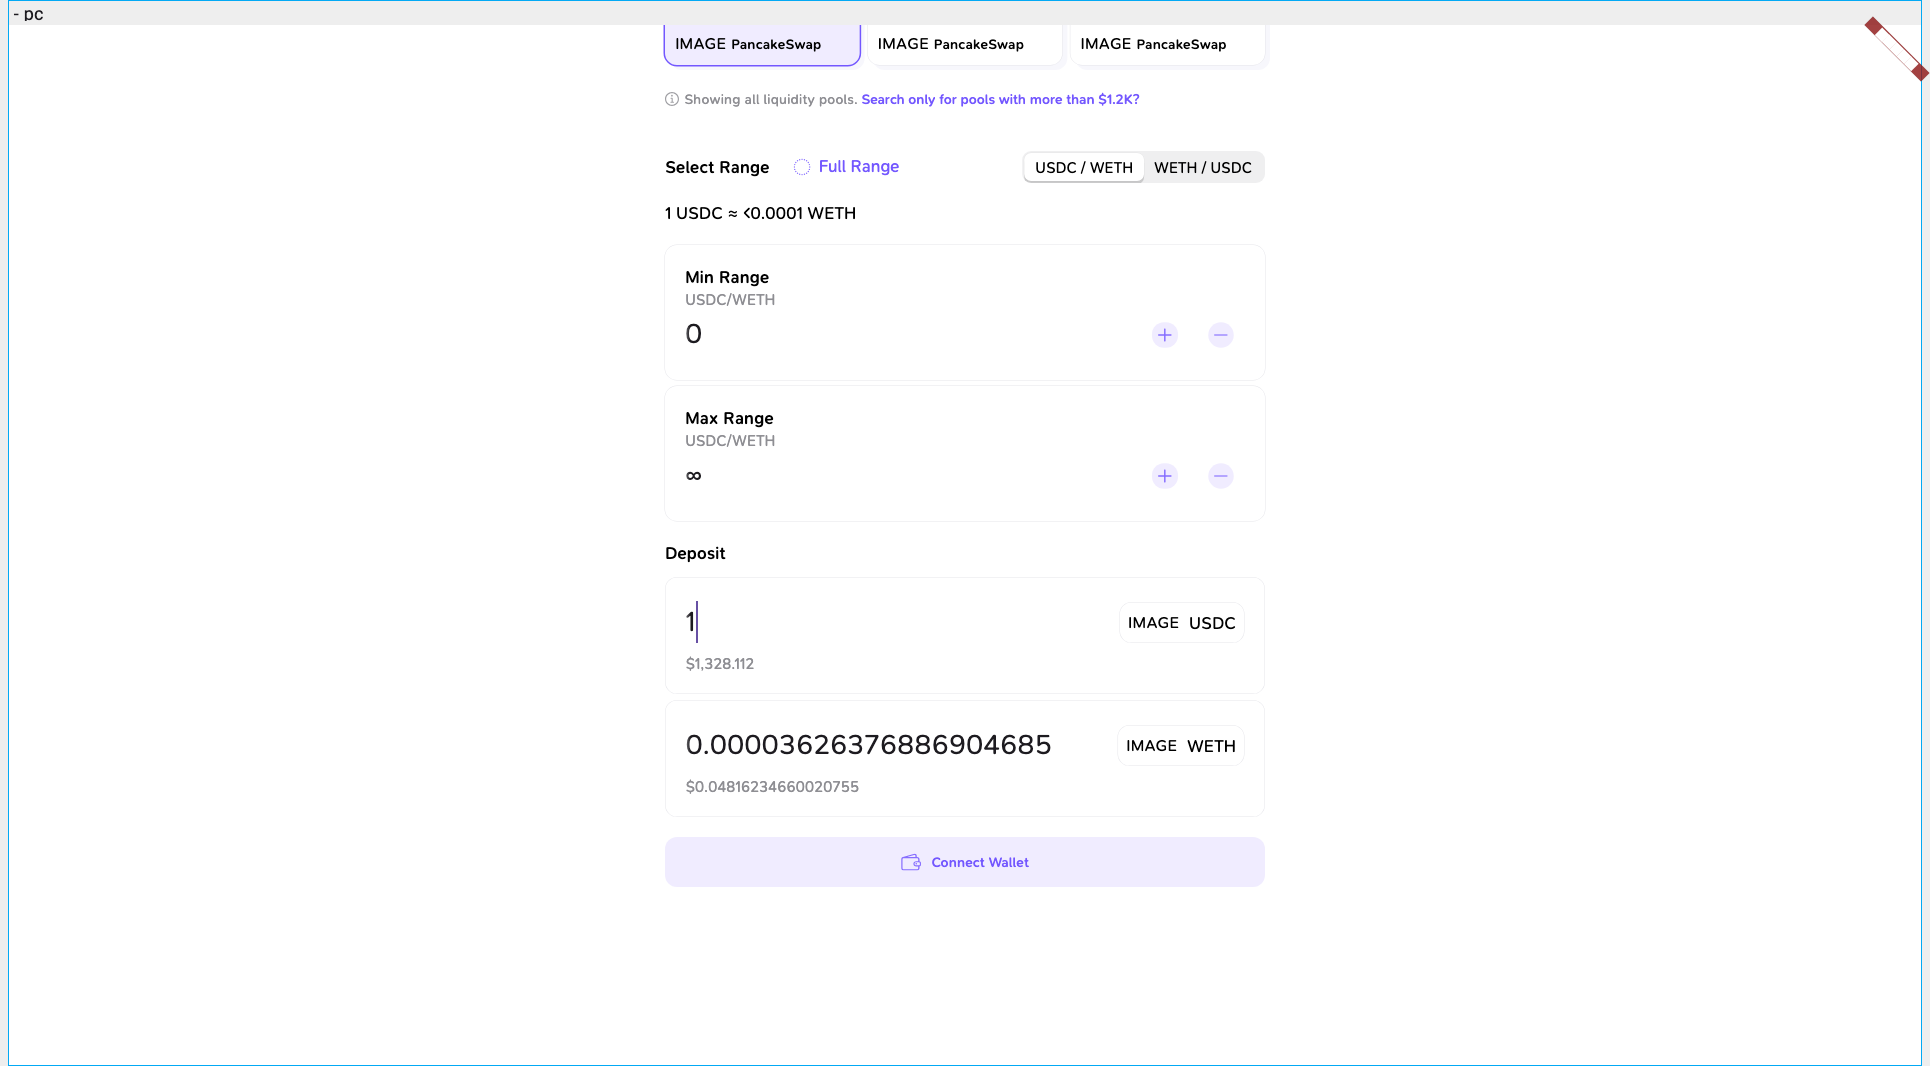 - pc
IMAGE PancakeSwap
IMAGE PancakeSwap
IMAGE PancakeSwap
Showing all liquidity pools. Search only for pools with more than $1.2K?
Select Range
Full Range
USDC / WETH
WETH / USDC
1 USDC ≈ <0.0001 WETH
Min Range
USDC/WETH
0
Max Range
USDC/WETH
∞
Deposit
1
IMAGE USDC
$1,328.112
0.00003626376886904685
IMAGE WETH
$0.04816234660020755
Connect Wallet